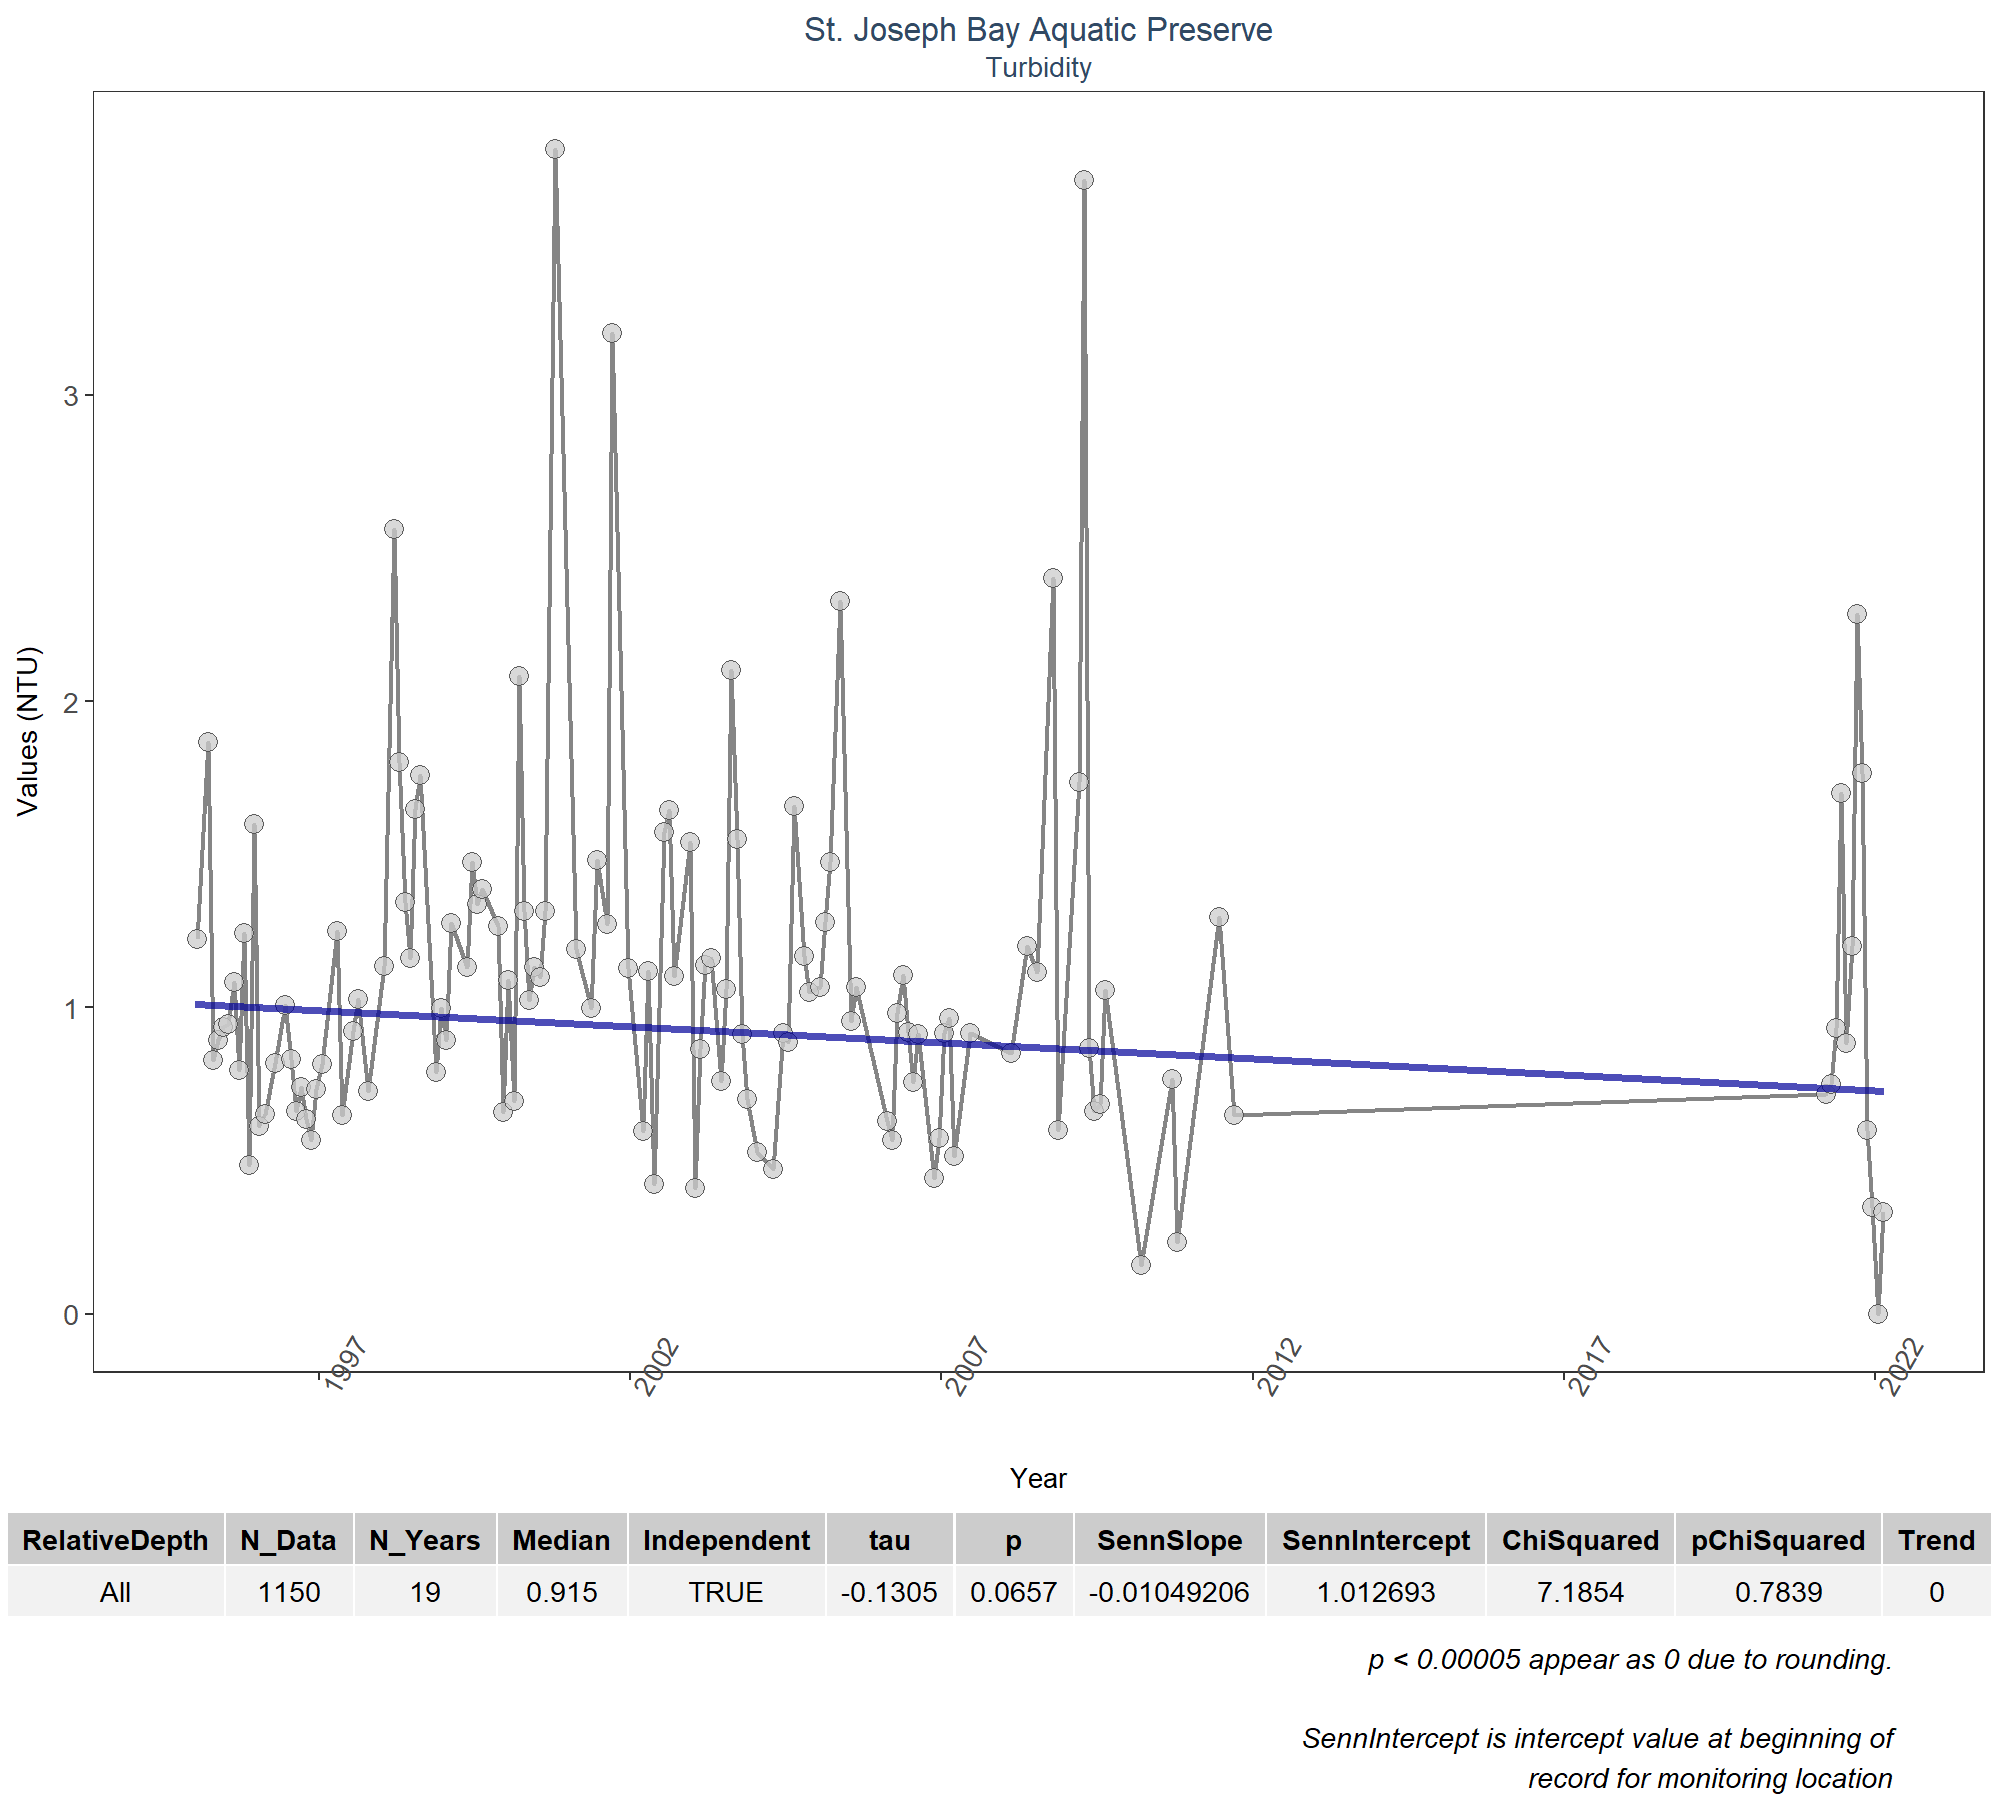 St. Joseph Bay Aquatic Preserve
Turbidity
Values (NTU)
3
2
1
0
1997 2002 2007 2012 2017 2022
Year
RelativeDepth N_Data N_Years Median Independent tau p SennSlope SennIntercept ChiSquared pChiSquared Trend
All 1150 19 0.915 TRUE -0.1305 0.0657 -0.01049206 1.012693 7.1854 0.7839 0
p < 0.00005 appear as 0 due to rounding.
SennIntercept is intercept value at beginning of
record for monitoring location